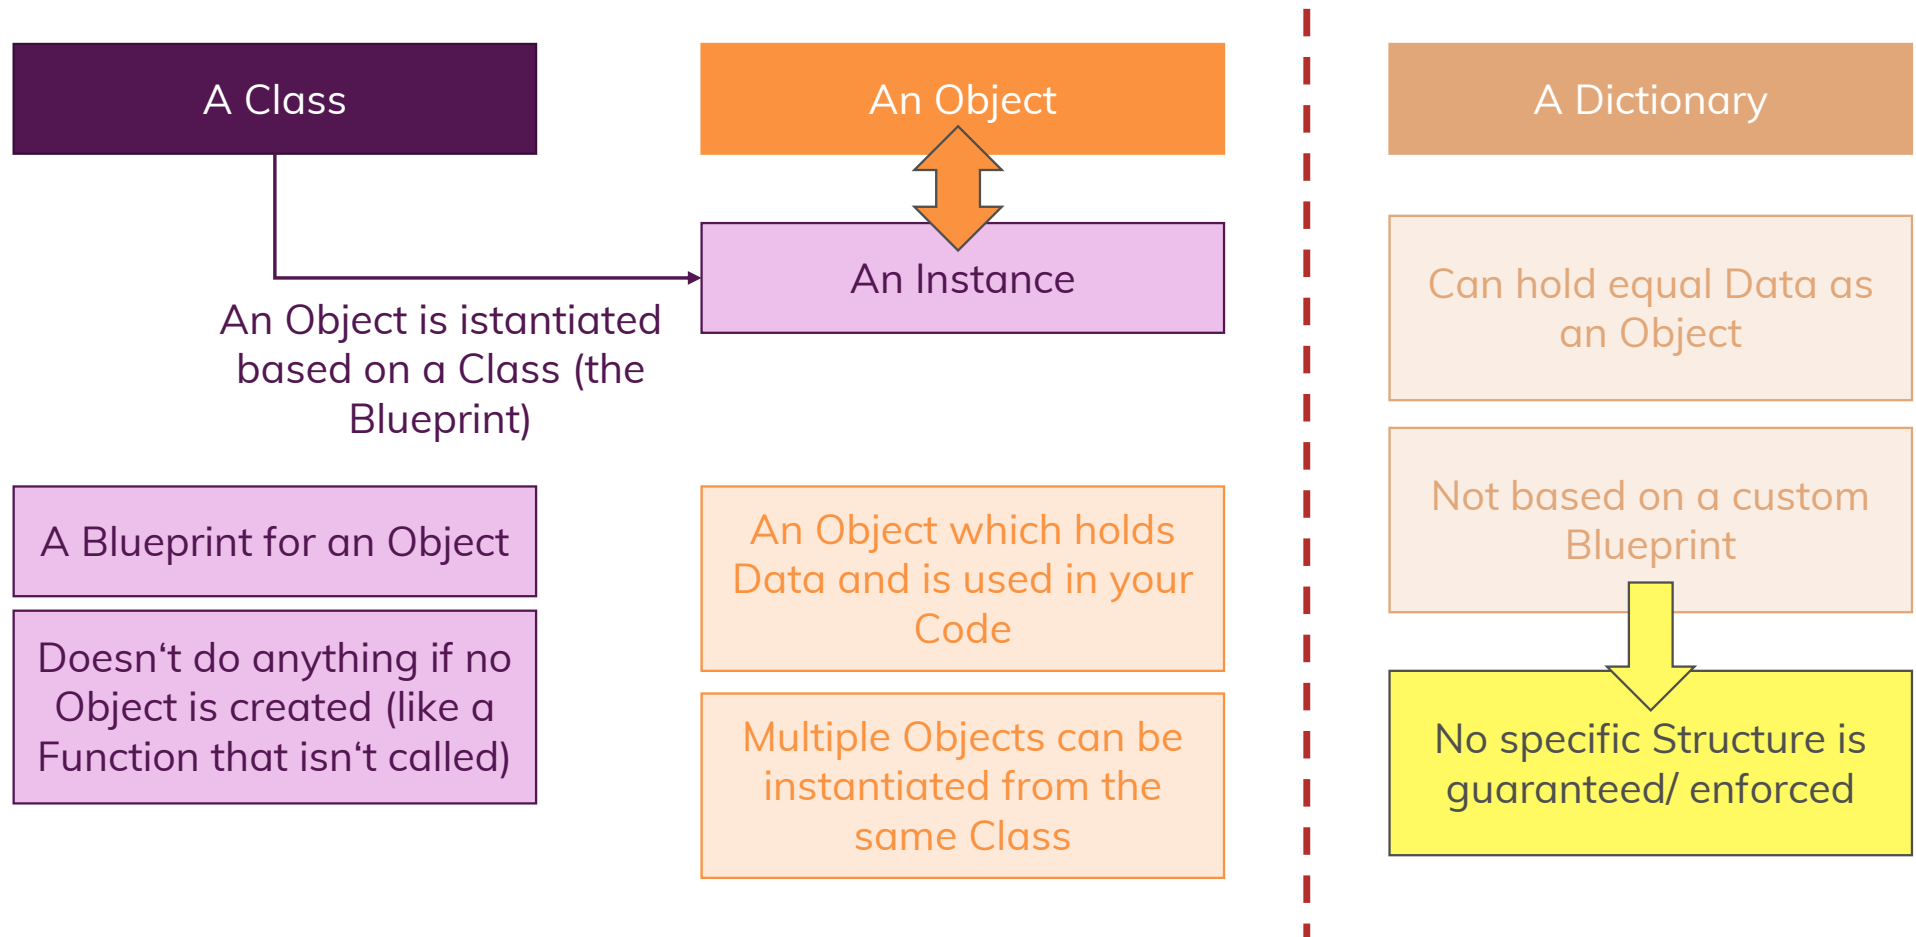 A Class
An Object
A Dictionary
An Instance
An Object is istantiated
based on a Class (the
Blueprint)
A Blueprint for an Object
Doesn‘t do anything if no
Object is created (like a
Function that isn‘t called)
An Object which holds
Data and is used in your
Code
Multiple Objects can be
instantiated from the
same Class
Can hold equal Data as
an Object
Not based on a custom
Blueprint
No specific Structure is
guaranteed/ enforced